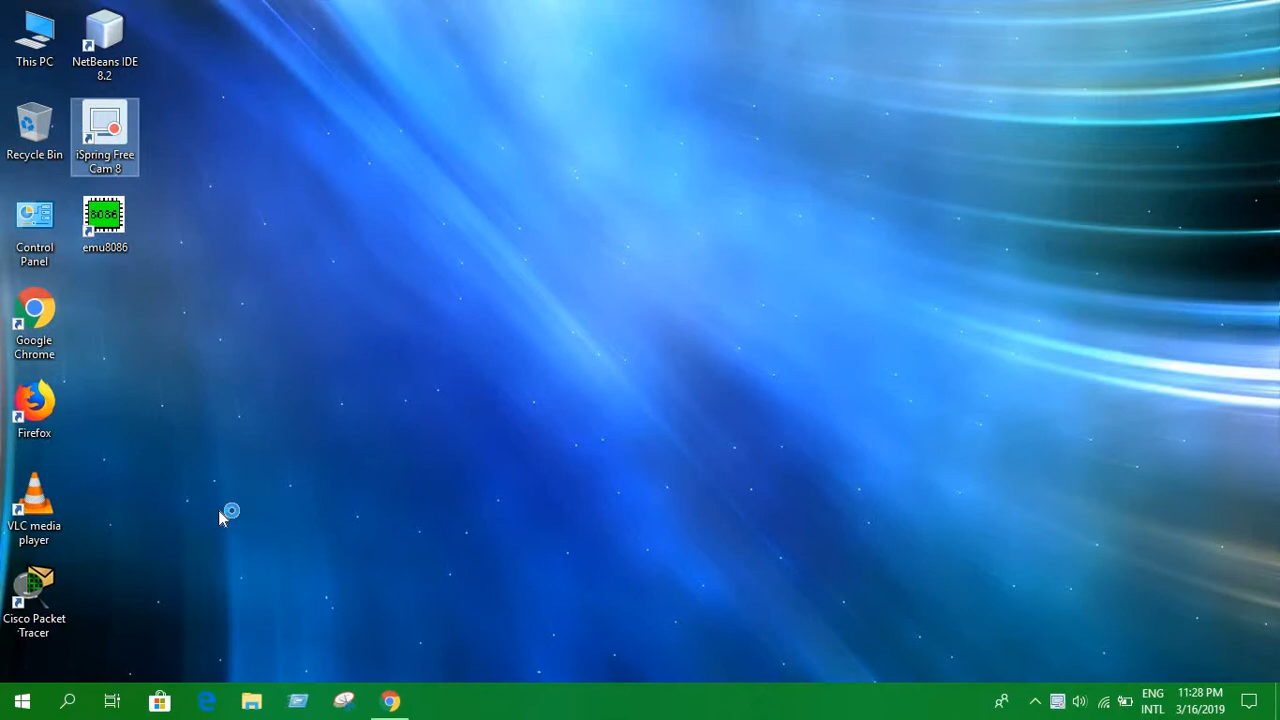 This PC
NetBeans IDE
8.2
Recycle Bin
iSpring Free
Cam 8
Control
Panel
8086
emu8086
Google
Chrome
Firefox
VLC media
player
Cisco Packet
Tracer
ENG
INTL
11:28 PM
3/16/2019